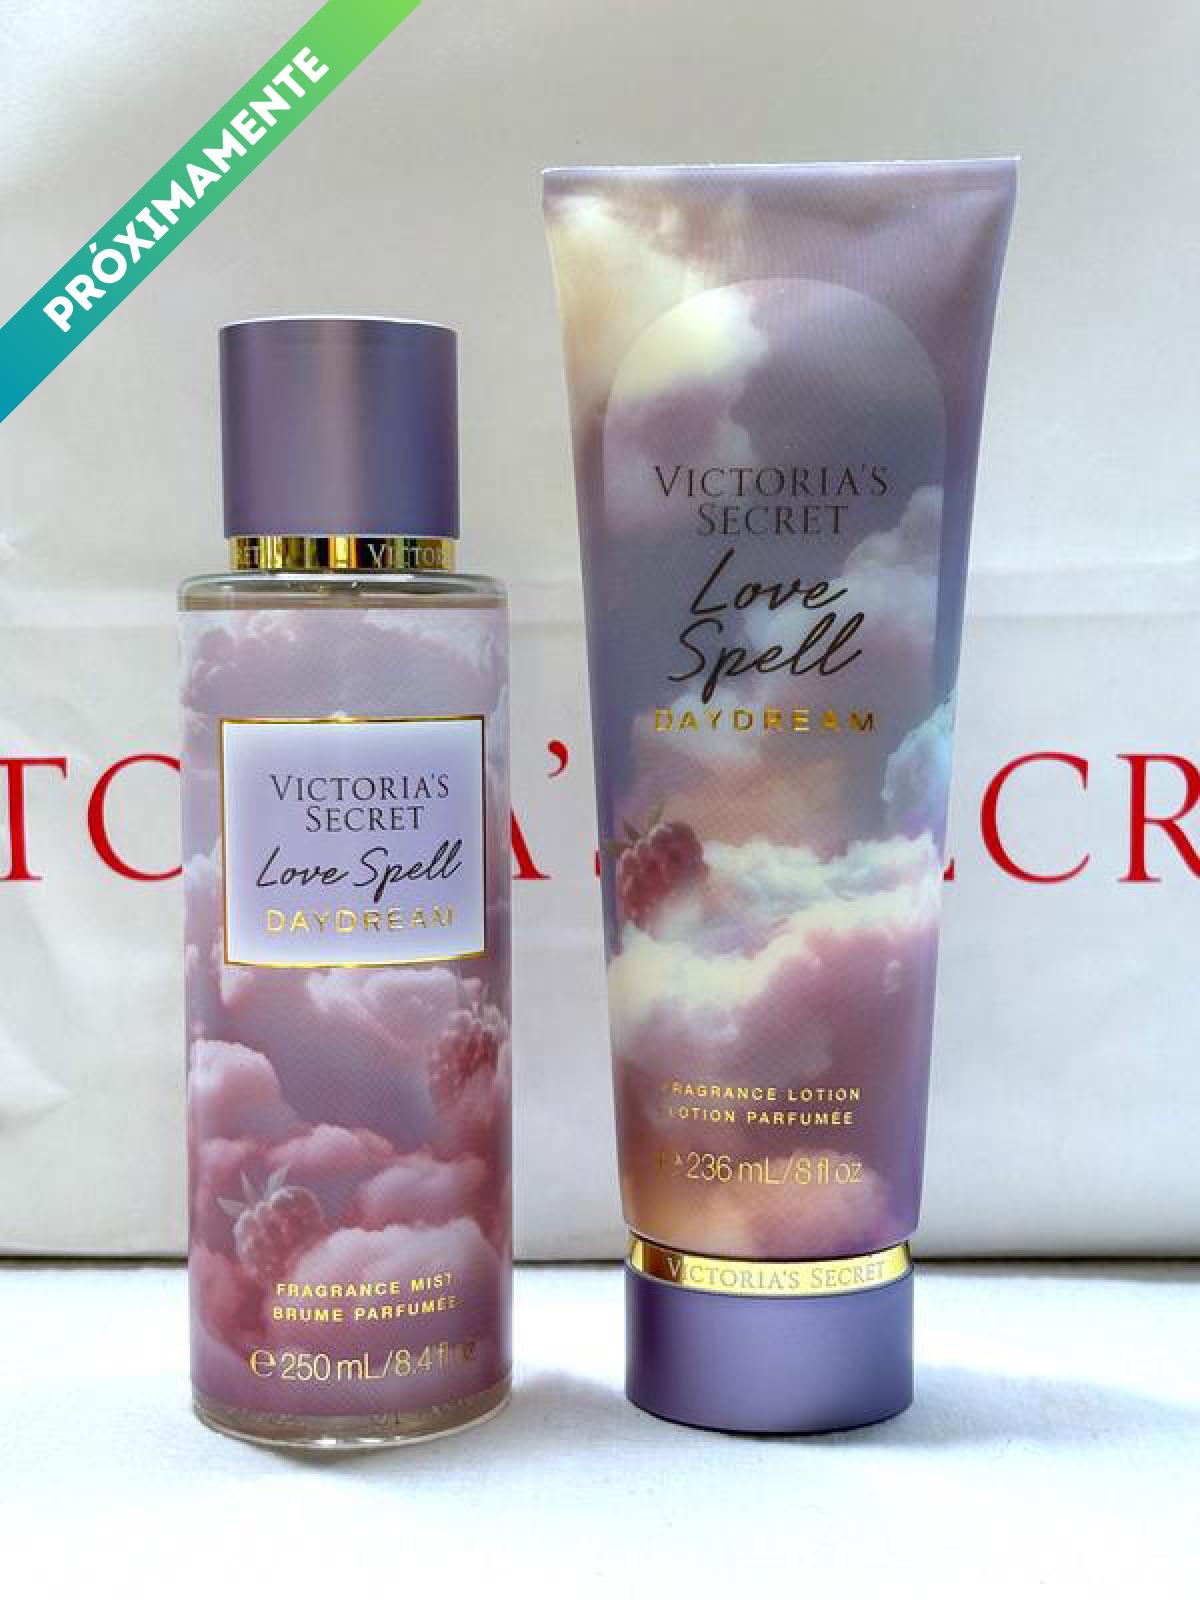 PRÓXIMAMENTE
VICTORIA'S
SECRET
Love Spell
DAYDREAM
FRAGRANCE MIST
BRUME PARFUMÉE
℮ 250 mL/8.4 fl oz
VICTORIA'S
SECRET
Love
Spell
DAYDREAM
FRAGRANCE LOTION
LOTION PARFUMÉE
℮ 236 mL/8 fl oz
VICTORIA'S SECRET